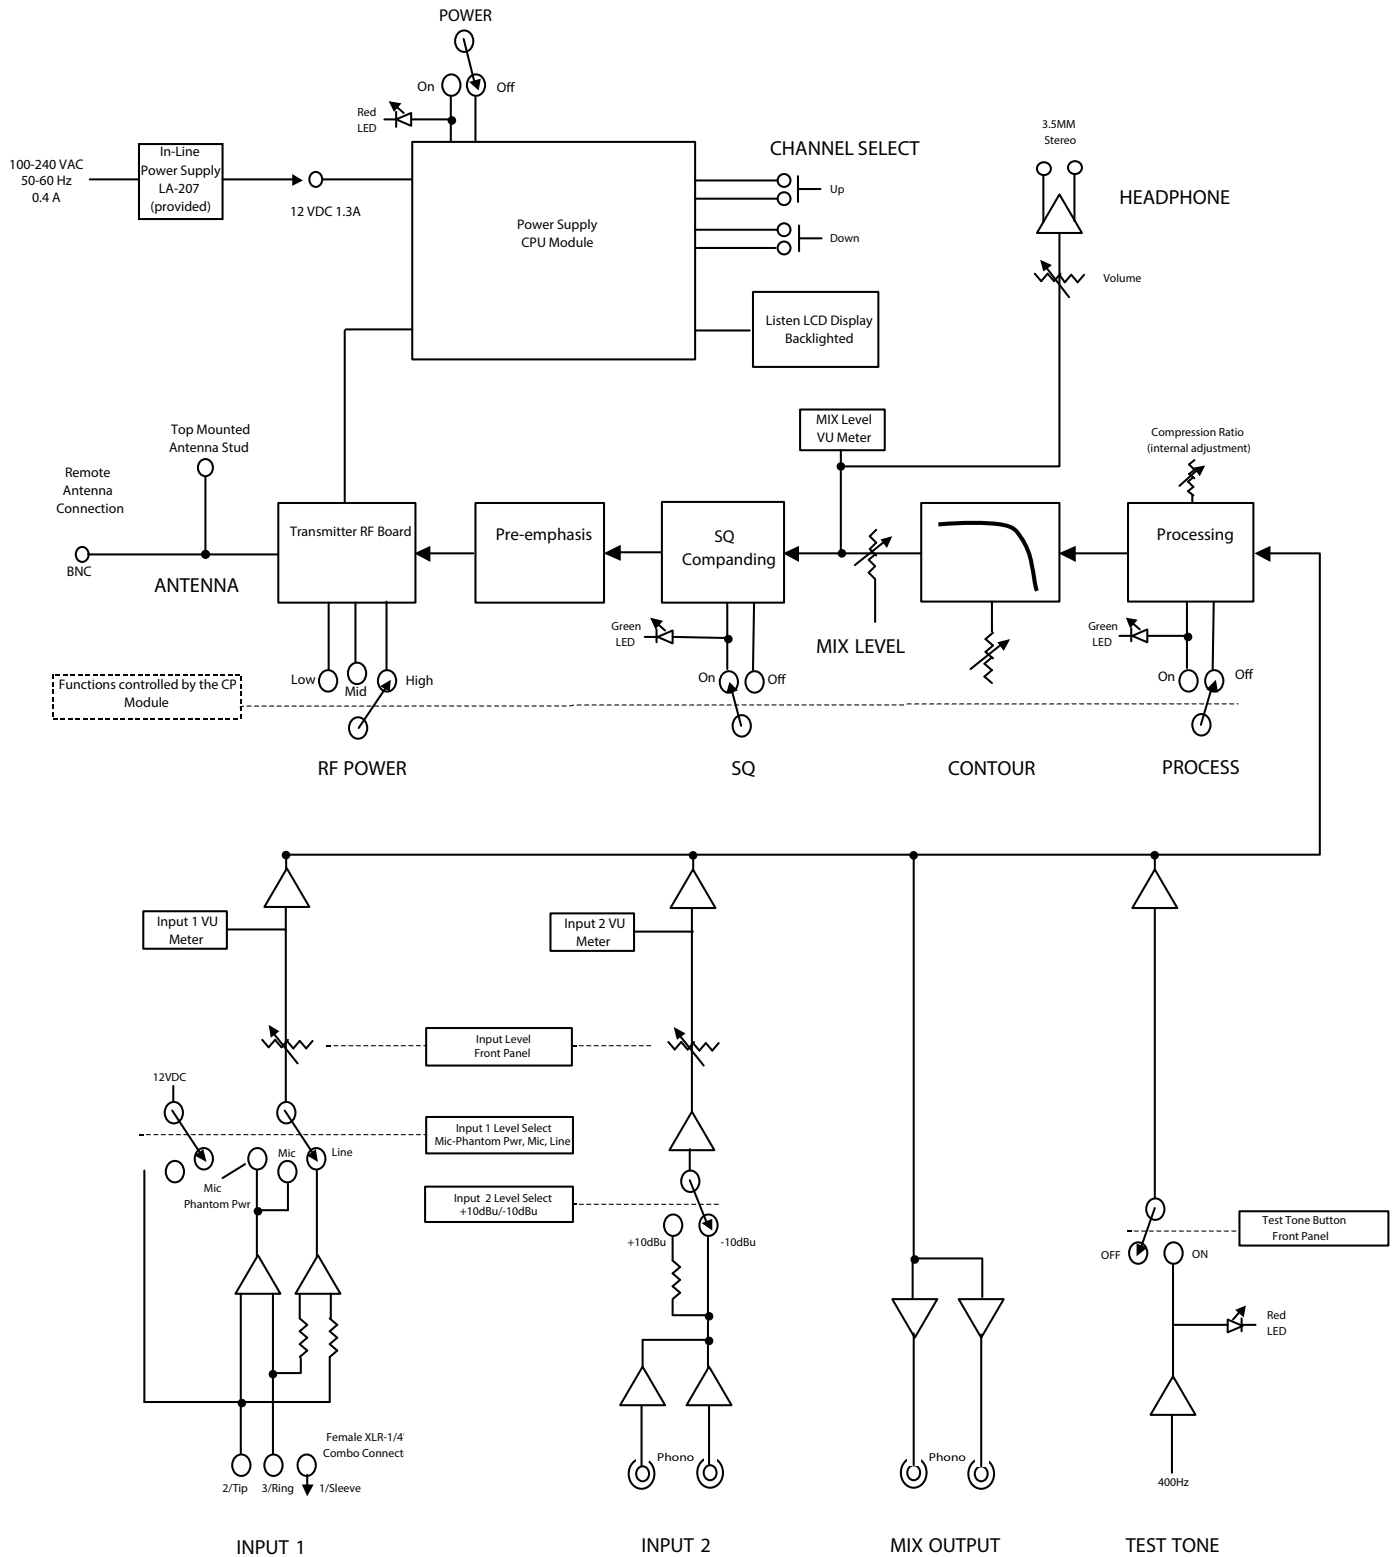 POWER
On
Off
Red
LED
100-240 VAC
50-60 Hz
0.4 A
In-Line
Power Supply
LA-207
(provided)
12 VDC 1.3A
Power Supply
CPU Module
CHANNEL SELECT
Up
Down
Listen LCD Display
Backlighted
3.5MM
Stereo
HEADPHONE
Volume
MIX Level
VU Meter
Compression Ratio
(internal adjustment)
Top Mounted
Antenna Stud
Remote
Antenna
Connection
BNC
ANTENNA
Transmitter RF Board
Pre-emphasis
SQ
Companding
Processing
MIX LEVEL
Green
LED
Green
LED
Low
Mid
High
On
Off
On
Off
Functions controlled by the CP
Module
RF POWER
SQ
CONTOUR
PROCESS
Input 1 VU
Meter
Input 2 VU
Meter
Input Level
Front Panel
12VDC
Input 1 Level Select
Mic-Phantom Pwr, Mic, Line
Mic
Line
Mic
Phantom Pwr
Input  2 Level Select
+10dBu/-10dBu
+10dBu
-10dBu
Test Tone Button
Front Panel
OFF
ON
Red
LED
Female XLR-1/4'
Combo Connect
2/Tip
3/Ring
1/Sleeve
Phono
Phono
400Hz
INPUT 1
INPUT 2
MIX OUTPUT
TEST TONE